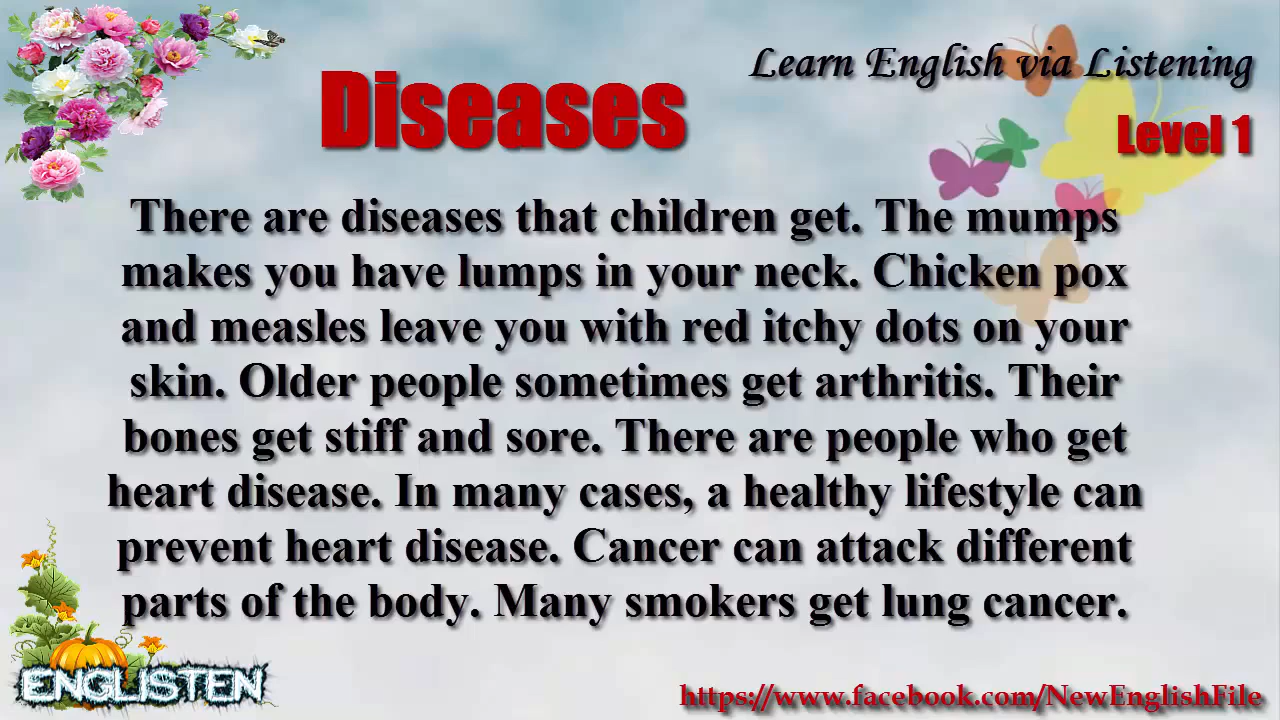 Learn English via Listening
Diseases
Level 1
There are diseases that children get. The mumps
makes you have lumps in your neck. Chicken pox
and measles leave you with red itchy dots on your
skin. Older people sometimes get arthritis. Their
bones get stiff and sore. There are people who get
heart disease. In many cases, a healthy lifestyle can
prevent heart disease. Cancer can attack different
parts of the body. Many smokers get lung cancer.
ENGLISTEN
https://www.facebook.com/NewEnglishFile